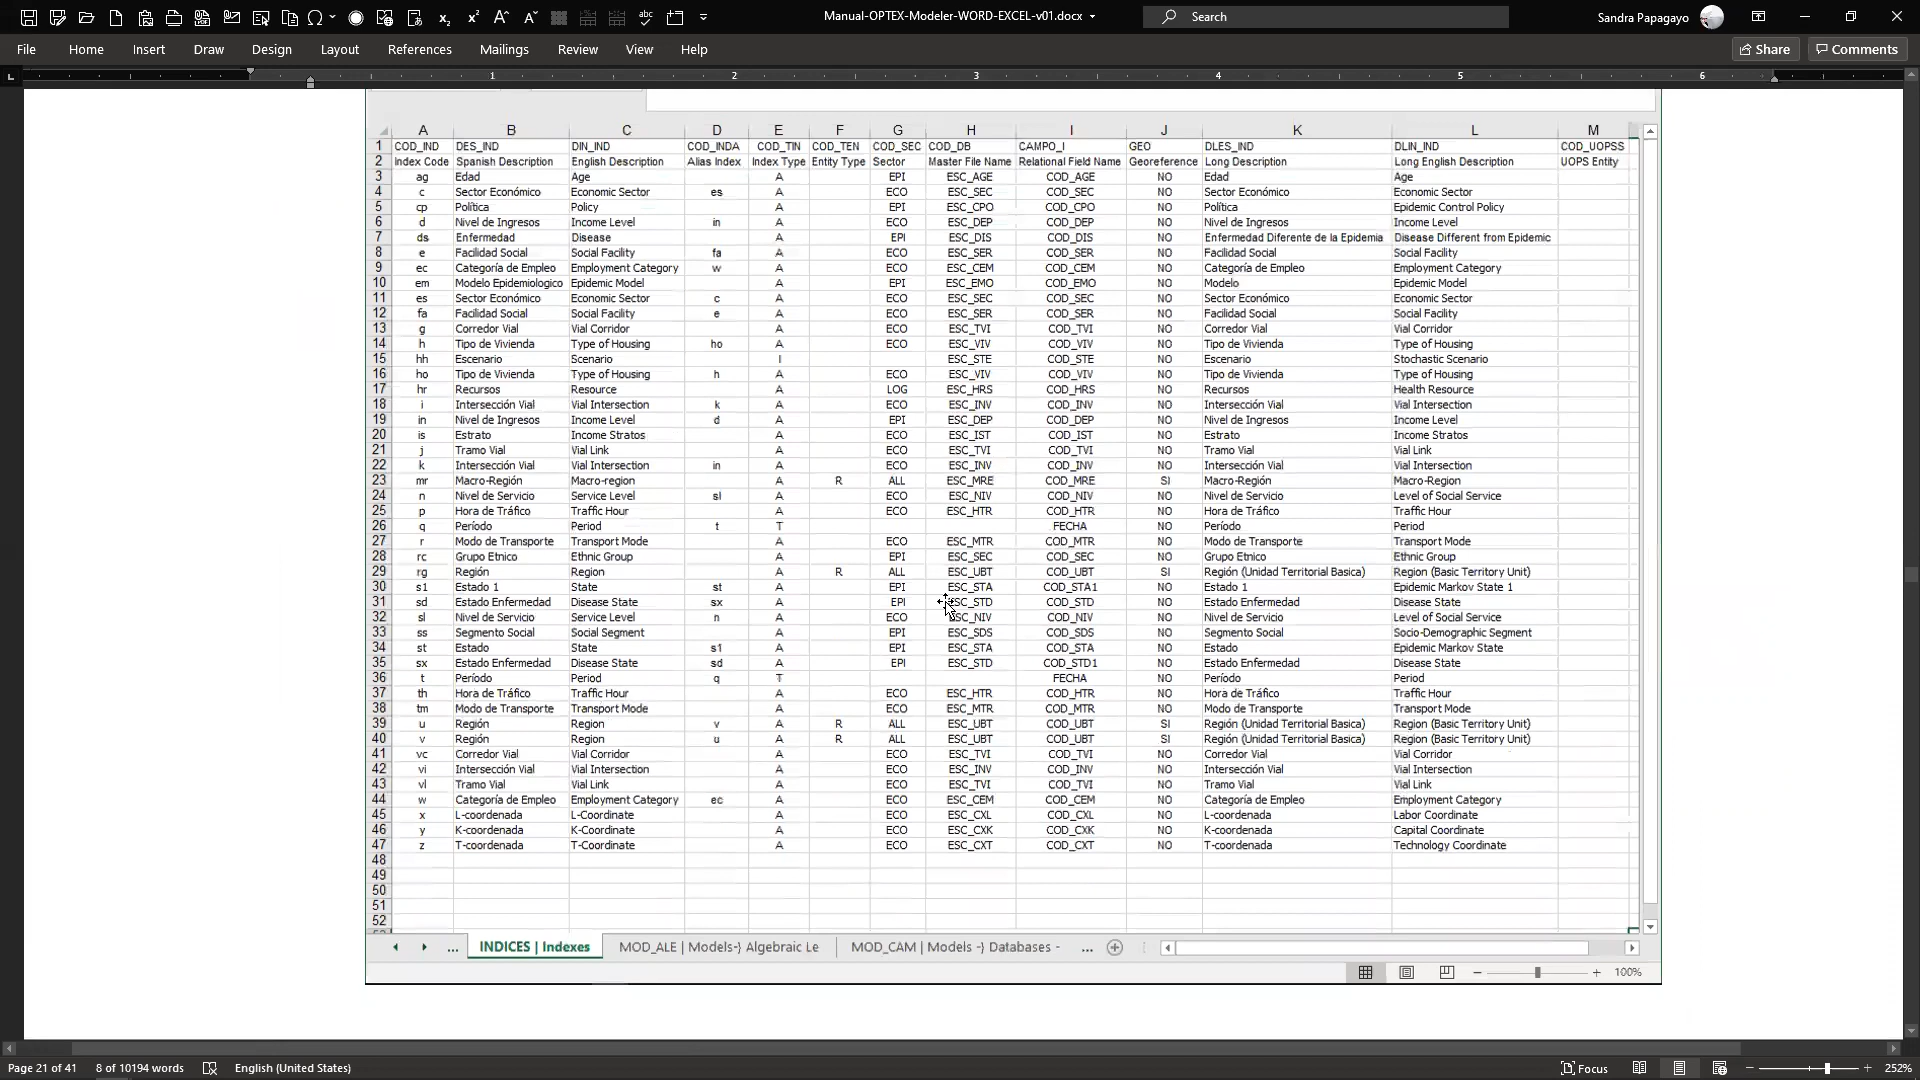 Manual-OPTEX-Modeler-WORD-EXCEL-v01.docx
Search
Sandra Papagayo
File Home Insert Draw Design Layout References Mailings Review View Help
Share Comments
1 2 3 4 5 6
A B C D E F G H I J K L M
1 COD_IND DES_IND DIN_IND COD_INDA COD_TIN COD_TEN COD_SEC COD_DB CAMPO_I GEO DLES_IND DLIN_IND COD_UOPSS
2 Index Code Spanish Description English Description Alias Index Index Type Entity Type Sector Master File Name Relational Field Name Georeference Long Description Long English Description UOPS Entity
3 ag Edad Age A EPI ESC_AGE COD_AGE NO Edad Age
4 c Sector Económico Economic Sector es A ECO ESC_SEC COD_SEC NO Sector Económico Economic Sector
5 cp Política Policy A EPI ESC_CPO COD_CPO NO Política Epidemic Control Policy
6 d Nivel de Ingresos Income Level in A ECO ESC_DEP COD_DEP NO Nivel de Ingresos Income Level
7 ds Enfermedad Disease A EPI ESC_DIS COD_DIS NO Enfermedad Diferente de la Epidemia Disease Different from Epidemic
8 e Facilidad Social Social Facility fa A ECO ESC_SER COD_SER NO Facilidad Social Social Facility
9 ec Categoría de Empleo Employment Category w A ECO ESC_CEM COD_CEM NO Categoría de Empleo Employment Category
10 em Modelo Epidemiologico Epidemic Model A EPI ESC_EMO COD_EMO NO Modelo Epidemic Model
11 es Sector Económico Economic Sector c A ECO ESC_SEC COD_SEC NO Sector Económico Economic Sector
12 fa Facilidad Social Social Facility e A ECO ESC_SER COD_SER NO Facilidad Social Social Facility
13 g Corredor Vial Vial Corridor A ECO ESC_TVI COD_TVI NO Corredor Vial Vial Corridor
14 h Tipo de Vivienda Type of Housing ho A ECO ESC_VIV COD_VIV NO Tipo de Vivienda Type of Housing
15 hh Escenario Scenario I ESC_STE COD_STE NO Escenario Stochastic Scenario
16 ho Tipo de Vivienda Type of Housing h A ECO ESC_VIV COD_VIV NO Tipo de Vivienda Type of Housing
17 hr Recursos Resource A LOG ESC_HRS COD_HRS NO Recursos Health Resource
18 i Intersección Vial Vial Intersection k A ECO ESC_INV COD_INV NO Intersección Vial Vial Intersection
19 in Nivel de Ingresos Income Level d A EPI ESC_DEP COD_DEP NO Nivel de Ingresos Income Level
20 is Estrato Income Stratos A ECO ESC_IST COD_IST NO Estrato Income Stratos
21 j Tramo Vial Vial Link A ECO ESC_TVI COD_TVI NO Tramo Vial Vial Link
22 k Intersección Vial Vial Intersection in A ECO ESC_INV COD_INV NO Intersección Vial Vial Intersection
23 mr Macro-Región Macro-region A R ALL ESC_MRE COD_MRE SI Macro-Región Macro-Region
24 n Nivel de Servicio Service Level sl A ECO ESC_NIV COD_NIV NO Nivel de Servicio Level of Social Service
25 p Hora de Tráfico Traffic Hour A ECO ESC_HTR COD_HTR NO Hora de Tráfico Traffic Hour
26 q Período Period t T FECHA NO Período Period
27 r Modo de Transporte Transport Mode A ECO ESC_MTR COD_MTR NO Modo de Transporte Transport Mode
28 rc Grupo Etnico Ethnic Group A EPI ESC_SEC COD_SEC NO Grupo Etnico Ethnic Group
29 rg Región Region A R ALL ESC_UBT COD_UBT SI Región (Unidad Territorial Basica) Region (Basic Territory Unit)
30 s1 Estado 1 State st A EPI ESC_STA COD_STA1 NO Estado 1 Epidemic Markov State 1
31 sd Estado Enfermedad Disease State sx A EPI ESC_STD COD_STD NO Estado Enfermedad Disease State
32 sl Nivel de Servicio Service Level n A ECO ESC_NIV COD_NIV NO Nivel de Servicio Level of Social Service
33 ss Segmento Social Social Segment A EPI ESC_SDS COD_SDS NO Segmento Social Socio-Demographic Segment
34 st Estado State s1 A EPI ESC_STA COD_STA NO Estado Epidemic Markov State
35 sx Estado Enfermedad Disease State sd A EPI ESC_STD COD_STD1 NO Estado Enfermedad Disease State
36 t Período Period q T FECHA NO Período Period
37 th Hora de Tráfico Traffic Hour A ECO ESC_HTR COD_HTR NO Hora de Tráfico Traffic Hour
38 tm Modo de Transporte Transport Mode A ECO ESC_MTR COD_MTR NO Modo de Transporte Transport Mode
39 u Región Region v A R ALL ESC_UBT COD_UBT SI Región (Unidad Territorial Basica) Region (Basic Territory Unit)
40 v Región Region u A R ALL ESC_UBT COD_UBT SI Región (Unidad Territorial Basica) Region (Basic Territory Unit)
41 vc Corredor Vial Vial Corridor A ECO ESC_TVI COD_TVI NO Corredor Vial Vial Corridor
42 vi Intersección Vial Vial Intersection A ECO ESC_INV COD_INV NO Intersección Vial Vial Intersection
43 vl Tramo Vial Vial Link A ECO ESC_TVI COD_TVI NO Tramo Vial Vial Link
44 w Categoría de Empleo Employment Category ec A ECO ESC_CEM COD_CEM NO Categoría de Empleo Employment Category
45 x L-coordenada L-Coordinate A ECO ESC_CXL COD_CXL NO L-coordenada Labor Coordinate
46 y K-coordenada K-Coordinate A ECO ESC_CXK COD_CXK NO K-coordenada Capital Coordinate
47 z T-coordenada T-Coordinate A ECO ESC_CXT COD_CXT NO T-coordenada Technology Coordinate
48
49
50
51
52
... INDICES | Indexes MOD_ALE | Models-} Algebraic Le MOD_CAM | Models -} Databases - ...
100%
Page 21 of 41 8 of 10194 words English (United States) Focus 252%